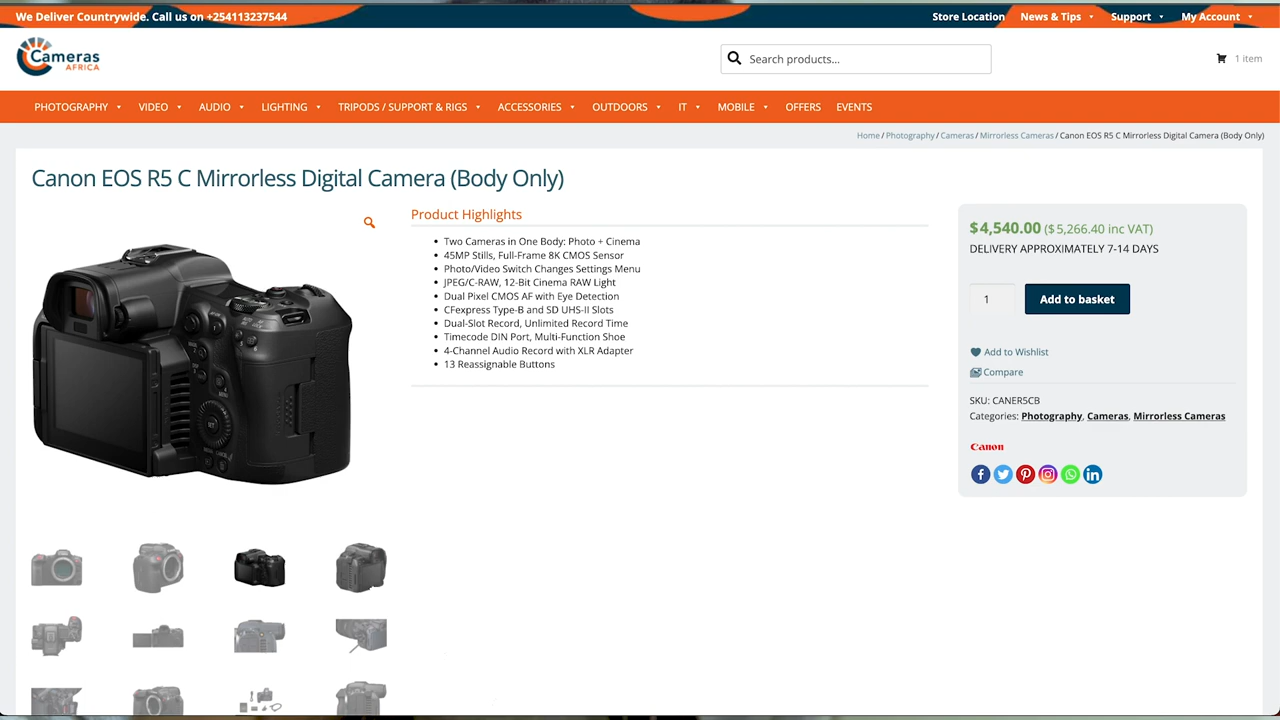 We Deliver Countrywide. Call us on +254113237544
Store Location News & Tips Support My Account
Cameras
AFRICA
Search products...
1 item
PHOTOGRAPHY VIDEO AUDIO LIGHTING TRIPODS / SUPPORT & RIGS ACCESSORIES OUTDOORS IT MOBILE OFFERS EVENTS
Home / Photography / Cameras / Mirrorless Cameras / Canon EOS R5 C Mirrorless Digital Camera (Body Only)
Canon EOS R5 C Mirrorless Digital Camera (Body Only)
Product Highlights
Two Cameras in One Body: Photo + Cinema
45MP Stills, Full-Frame 8K CMOS Sensor
Photo/Video Switch Changes Settings Menu
JPEG/C-RAW, 12-Bit Cinema RAW Light
Dual Pixel CMOS AF with Eye Detection
CFexpress Type-B and SD UHS-II Slots
Dual-Slot Record, Unlimited Record Time
Timecode DIN Port, Multi-Function Shoe
4-Channel Audio Record with XLR Adapter
13 Reassignable Buttons
$4,540.00 ($5,266.40 inc VAT)
DELIVERY APPROXIMATELY 7-14 DAYS
1
Add to basket
Add to Wishlist
Compare
SKU: CANER5CB
Categories: Photography, Cameras, Mirrorless Cameras
Canon